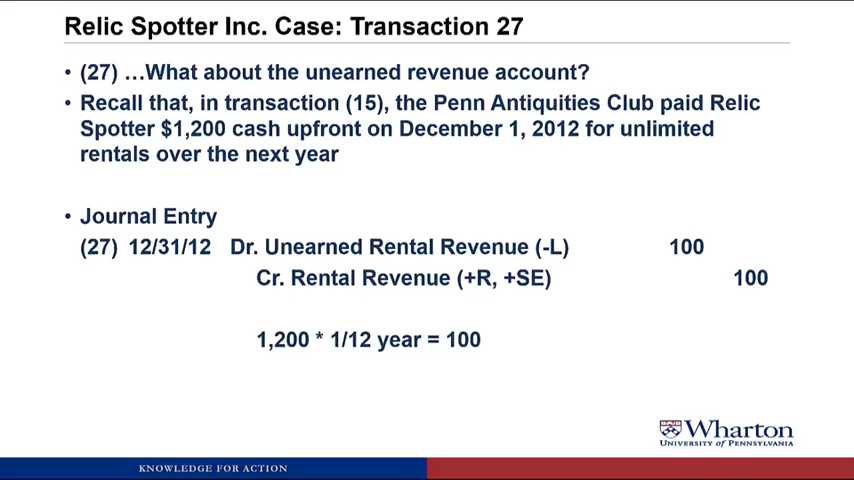 Relic Spotter Inc. Case: Transaction 27
• (27) …What about the unearned revenue account?
• Recall that, in transaction (15), the Penn Antiquities Club paid Relic
Spotter $1,200 cash upfront on December 1, 2012 for unlimited
rentals over the next year
• Journal Entry
(27) 12/31/12 Dr. Unearned Rental Revenue (-L) 100
Cr. Rental Revenue (+R, +SE) 100
1,200 * 1/12 year = 100
Wharton
UNIVERSITY OF PENNSYLVANIA
KNOWLEDGE FOR ACTION